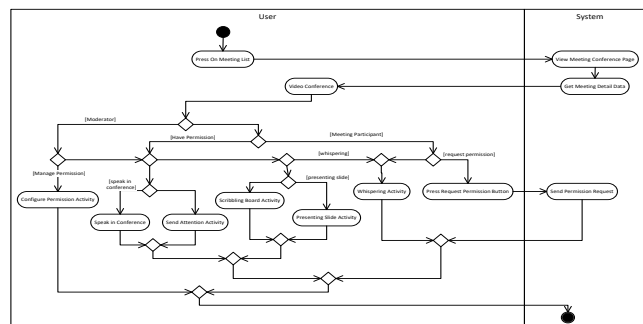 User
System
Press On Meeting List
View Meeting Conference Page
Video Conference
Get Meeting Detail Data
[Moderator]
[Have Permission]
[Meeting Participant]
[Manage Permission]
[speak in
conference]
[whispering]
[request permission]
[presenting slide]
Configure Permission Activity
Scribbling Board Activity
Whispering Activity
Press Request Permission Button
Send Permission Request
Speak in Conference
Send Attention Activity
Presenting Slide Activity